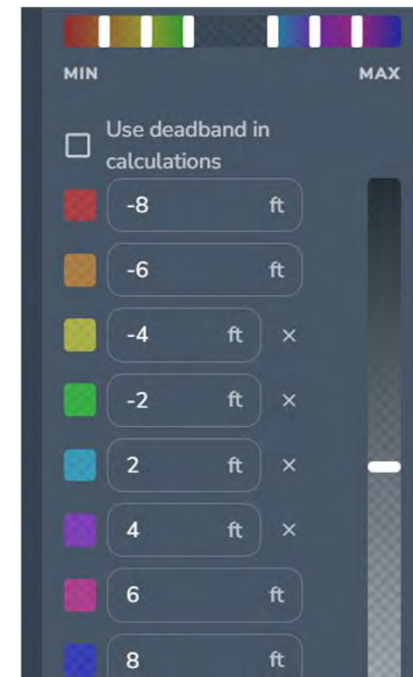 MIN MAX
Use deadband in
calculations
-8 ft
-6 ft
-4 ft ×
-2 ft ×
2 ft ×
4 ft ×
6 ft
8 ft